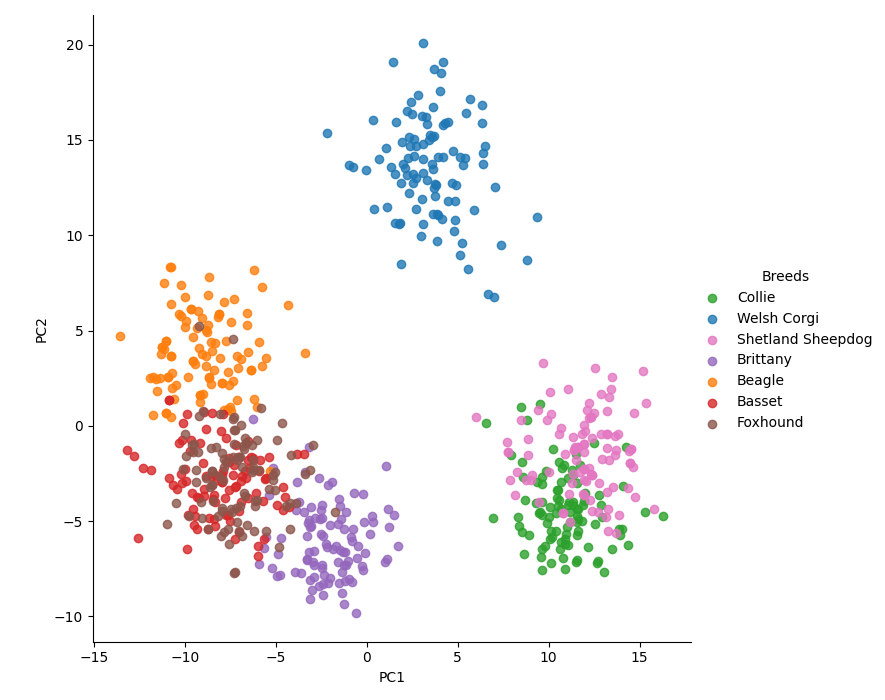 20
15
10
5
0
−5
−10
PC2
−15
−10
−5
0
5
10
15
PC1
Breeds
Collie
Welsh Corgi
Shetland Sheepdog
Brittany
Beagle
Basset
Foxhound